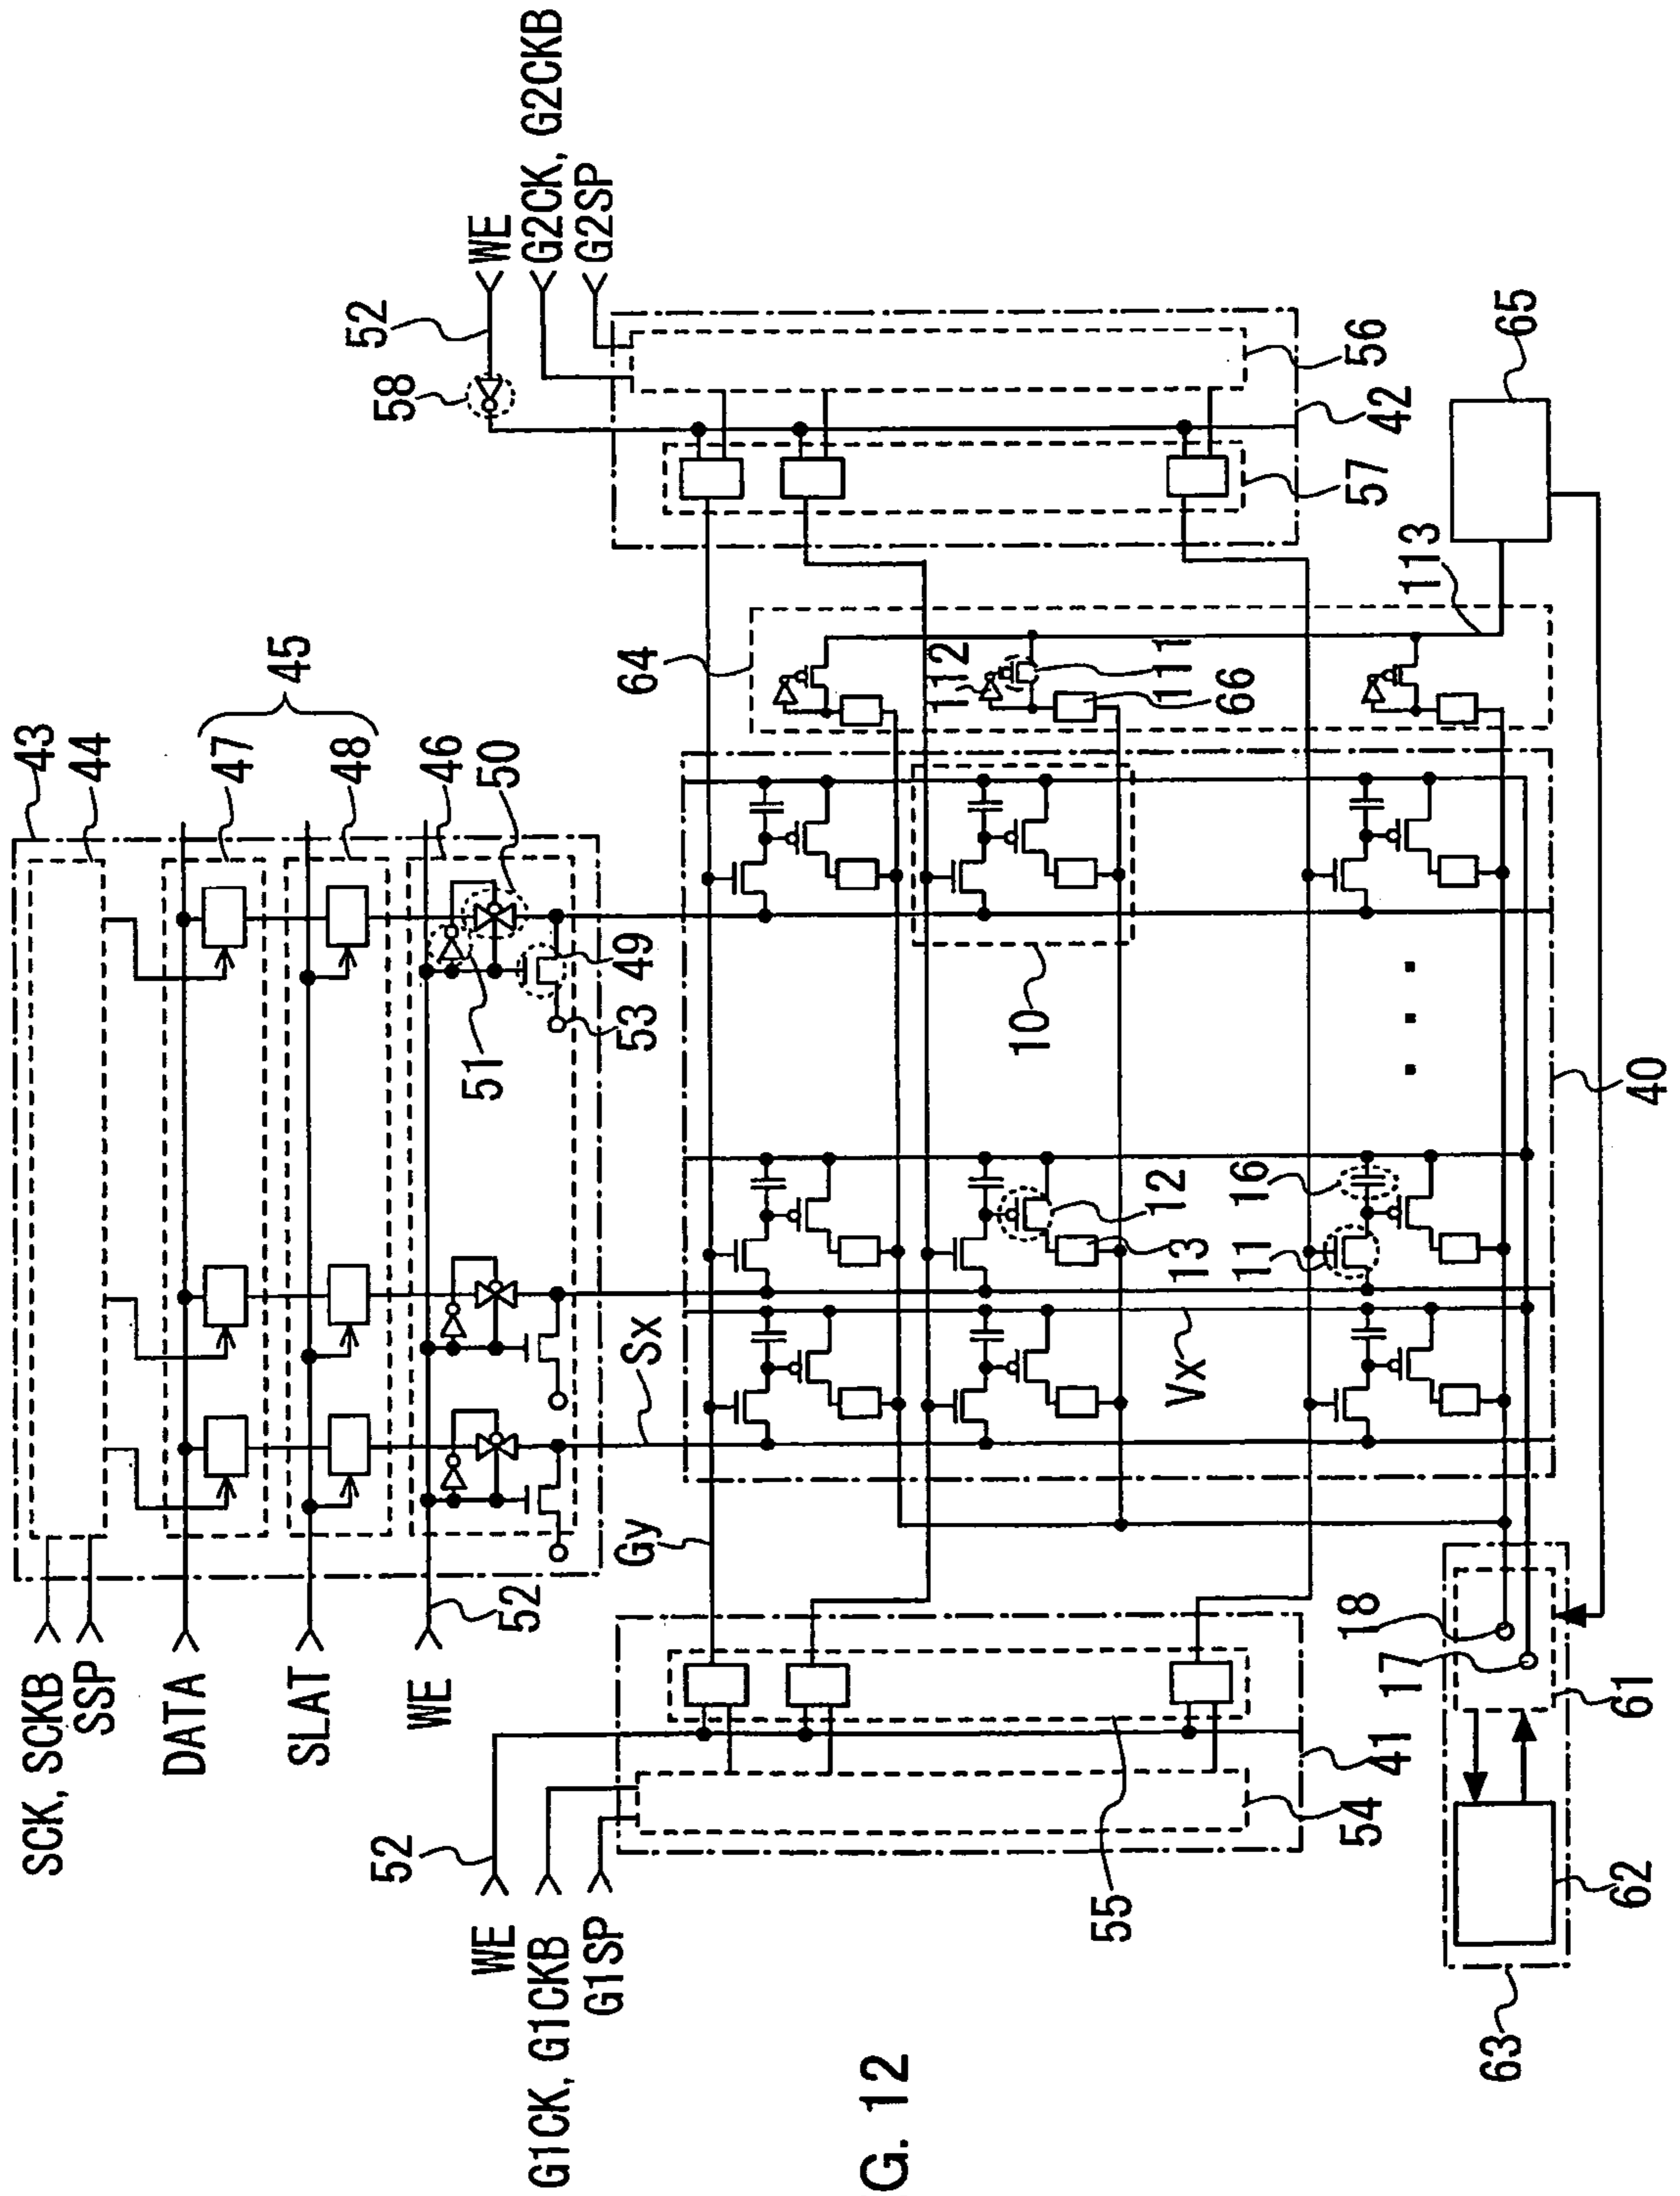 SCK, SCKB
SSP
DATA
SLAT
WE
52
43
44
47
45
48
46
50
51
49
53
WE
52
58
G2CK, G2CKB
G2SP
52
WE
G1CK, G1CKB
G1SP
Gy
Sx
64
112
111
66
10
12
13
16
11
Vx
56
42
57
65
113
40
55
54
41
18
17
61
62
63
G. 12